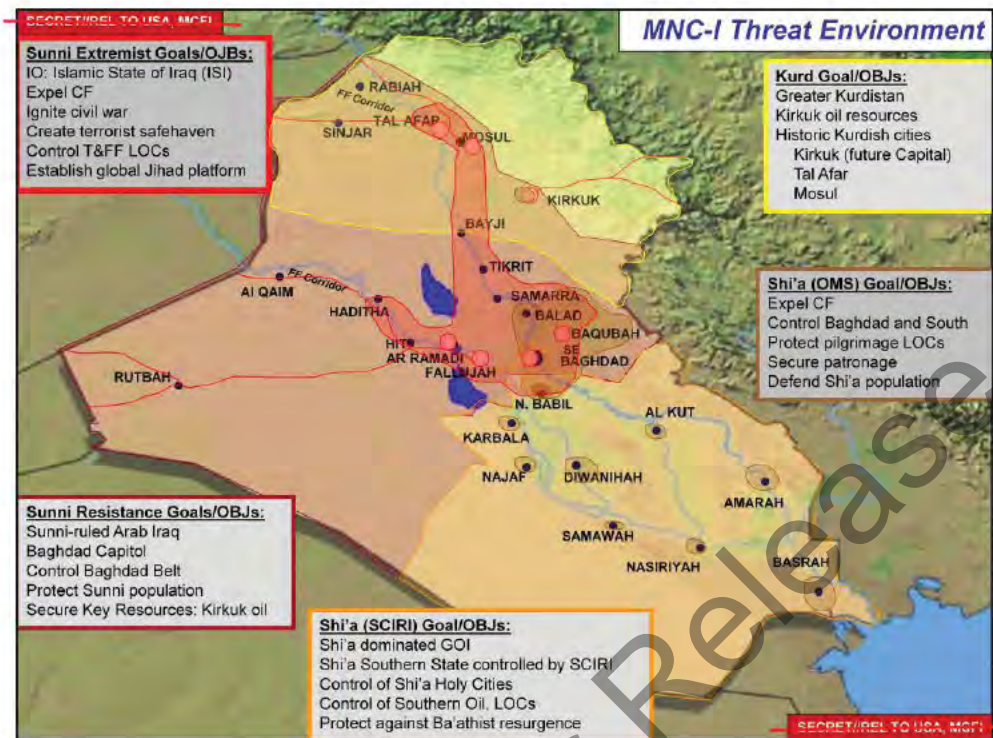 SECRET//REL TO USA, MCFI
MNC-I Threat Environment
Sunni Extremist Goals/OJBs:
IO: Islamic State of Iraq (ISI)
Expel CF
Ignite civil war
Create terrorist safehaven
Control T&FF LOCs
Establish global Jihad platform
Kurd Goal/OBJs:
Greater Kurdistan
Kirkuk oil resources
Historic Kurdish cities
Kirkuk (future Capital)
Tal Afar
Mosul
RABIAH
FF Corridor
TAL AFAR
SINJAR
MOSUL
KIRKUK
BAYJI
TIKRIT
FF Corridor
Al QAIM
SAMARRA
HADITHA
BALAD
BAQUBAH
HIT
SE
AR RAMADI
BAGHDAD
FALLUJAH
RUTBAH
N. BABIL
KARBALA
AL KUT
NAJAF
DIWANIHAH
AMARAH
SAMAWAH
NASIRIYAH
BASRAH
Shi'a (OMS) Goal/OBJs:
Expel CF
Control Baghdad and South
Protect pilgrimage LOCs
Secure patronage
Defend Shi'a population
Sunni Resistance Goals/OBJs:
Sunni-ruled Arab Iraq
Baghdad Capitol
Control Baghdad Belt
Protect Sunni population
Secure Key Resources: Kirkuk oil
Shi'a (SCIRI) Goal/OBJs:
Shi'a dominated GOI
Shi'a Southern State controlled by SCIRI
Control of Shi'a Holy Cities
Control of Southern Oil, LOCs
Protect against Ba'athist resurgence
SECRET//REL TO USA, MCFI
Release